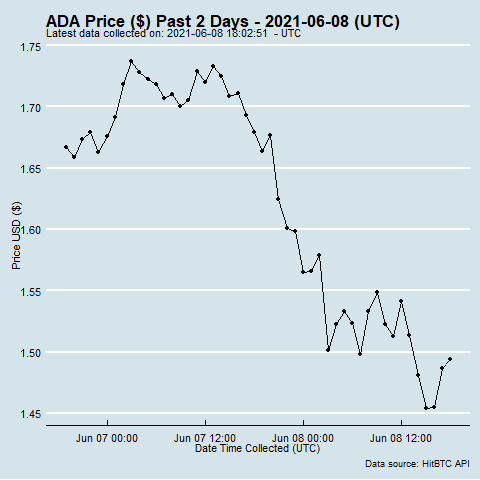 ADA Price ($) Past 2 Days - 2021-06-08 (UTC)
Latest data collected on: 2021-06-08 18:02:51 - UTC
1.75
1.70
1.65
1.60
1.55
1.50
1.45
Price USD ($)
Jun 07 00:00 Jun 07 12:00 Jun 08 00:00 Jun 08 12:00
Date Time Collected (UTC)
Data source: HitBTC API